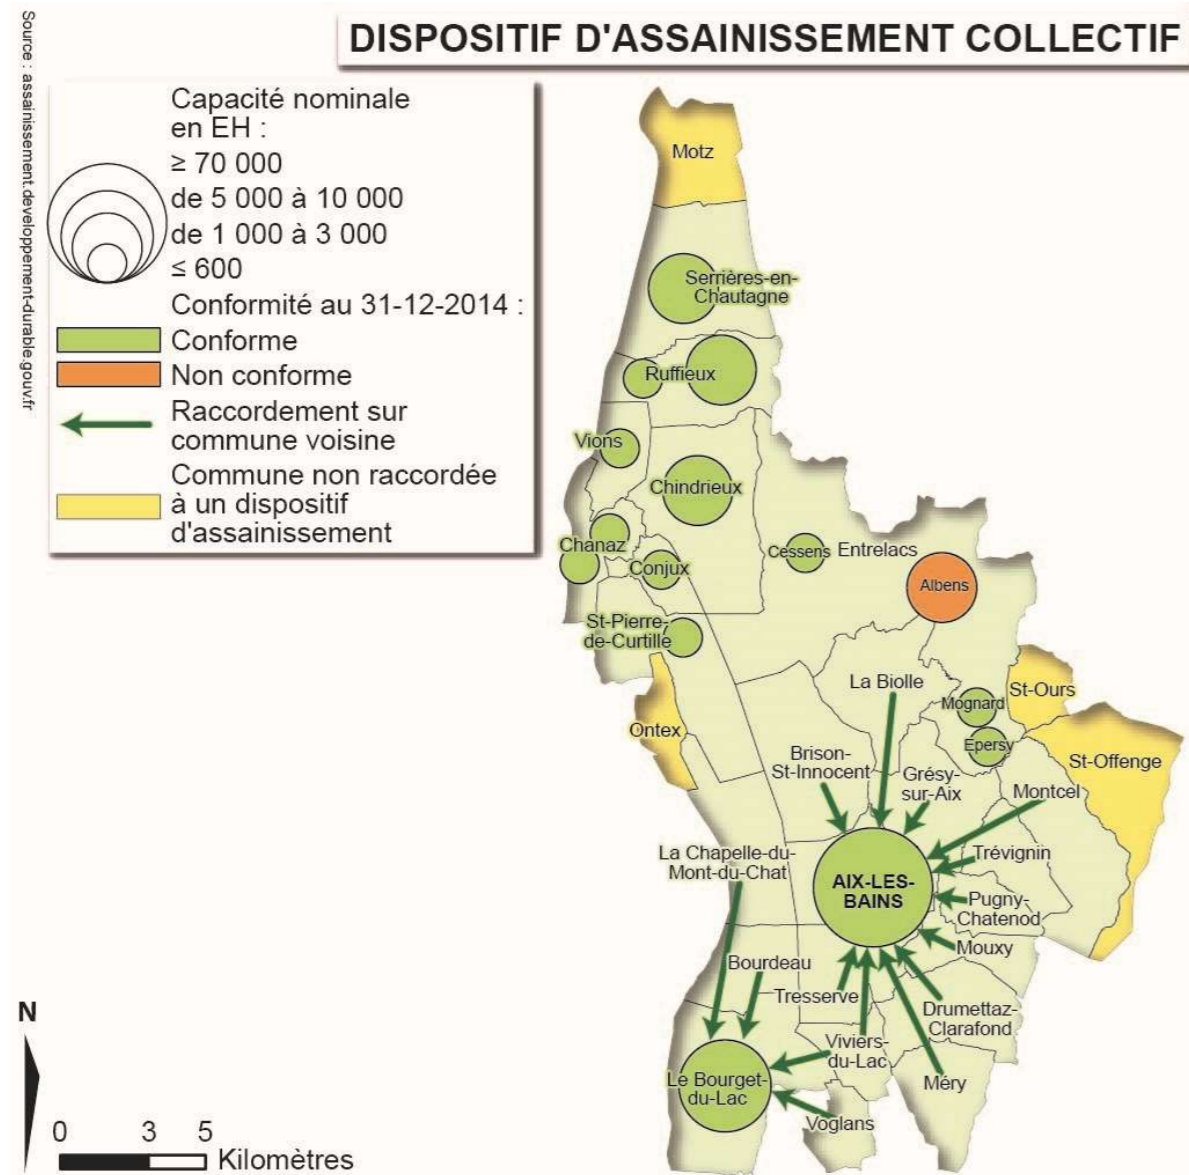 DISPOSITIF D'ASSAINISSEMENT COLLECTIF
Source : assainissement.developpement-durable.gouv.fr
Capacité nominale
en EH :
≥ 70 000
de 5 000 à 10 000
de 1 000 à 3 000
≤ 600
Conformité au 31-12-2014 :
Conforme
Non conforme
Raccordement sur
commune voisine
Commune non raccordée
à un dispositif
d'assainissement
Motz
Serrières-en-
Chautagne
Ruffieux
Vions
Chindrieux
Chanaz
Conjux
Cessens
Entrelacs
Albens
St-Pierre-
de-Curtille
La Biolle
Mognard
St-Ours
Ontex
Epersy
St-Offenge
Brison-
St-Innocent
Grésy-
sur-Aix
Montcel
La Chapelle-du-
Mont-du-Chat
Trévignin
AIX-LES-
BAINS
Pugny-
Chatenod
Mouxy
Bourdeau
Tresserve
Drumettaz-
Clarafond
Viviers-
du-Lac
Méry
Le Bourget-
du-Lac
Voglans
N
0 3 5
Kilomètres